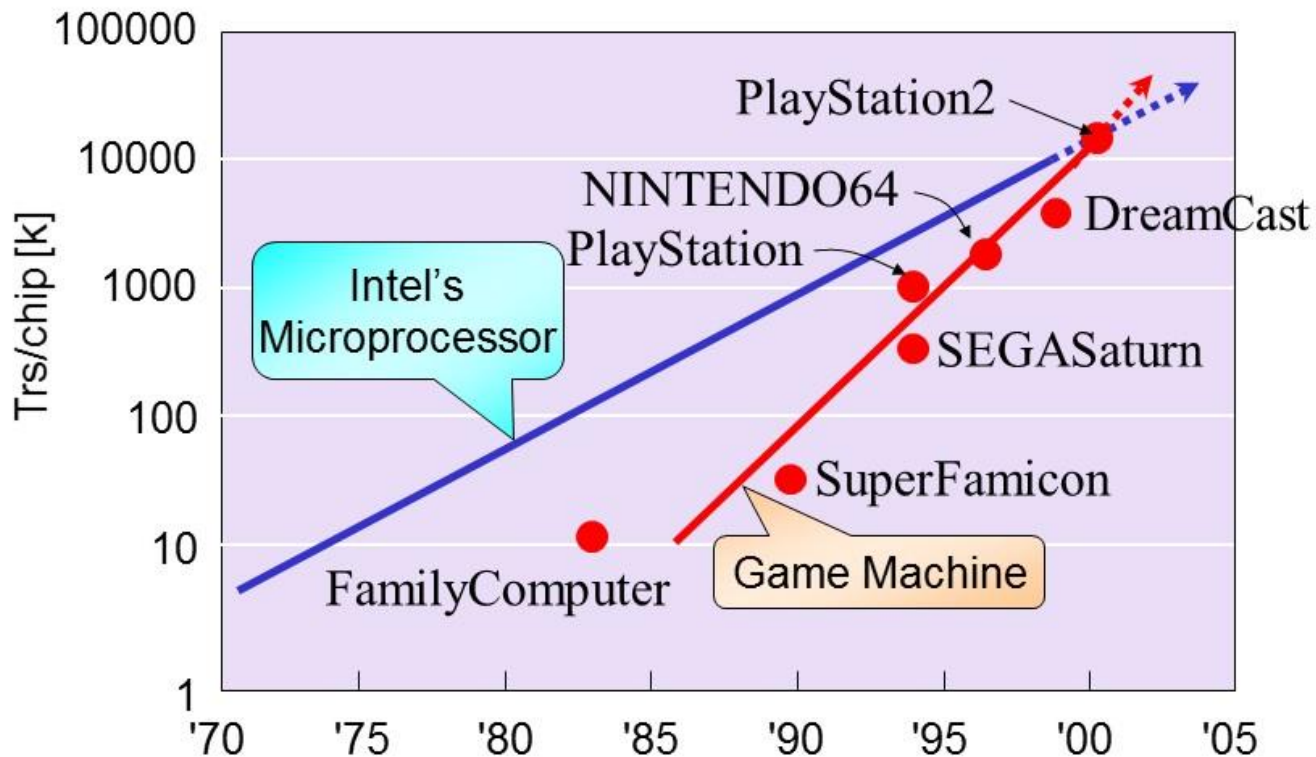 100000
10000
1000
100
10
1
Trs/chip [k]
PlayStation2
NINTENDO64
DreamCast
PlayStation
Intel's
Microprocessor
SEGASaturn
SuperFamicon
Game Machine
FamilyComputer
'70 '75 '80 '85 '90 '95 '00 '05